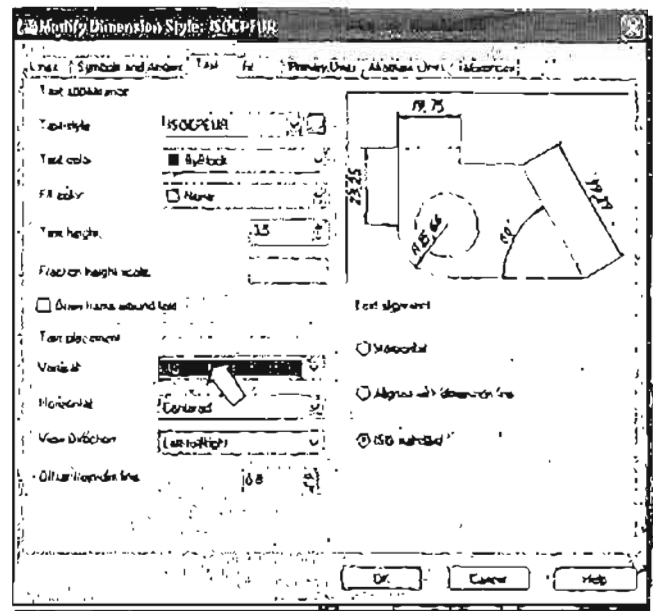 Modify Dimension Style: ISOCPEUR
Lines Symbols and Arrows Text Fit Primary Units Alternate Units Tolerances
Text appearance
Text style ISOCPEUR
Text color ByBlock
Fill color None
Text height 3.5
Fraction height scale
Draw frame around text
Text placement
Vertical
Horizontal Centered
View Direction Left-to-Right
Offset from dim line 0.8
19,75
23,25
R15,66
60°
Text alignment
Horizontal
Aligned with dimension line
ISO standard
OK Cancel Help